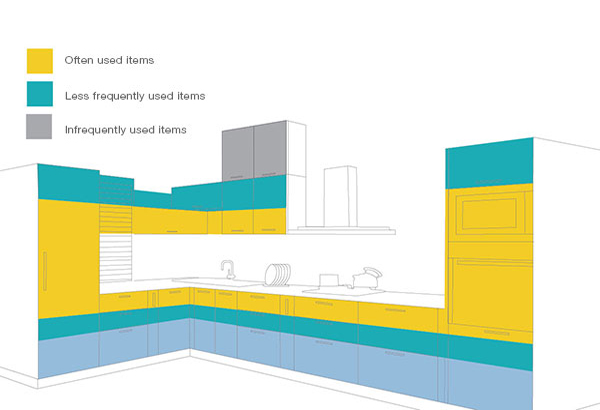 Often used items
Less frequently used items
Infrequently used items